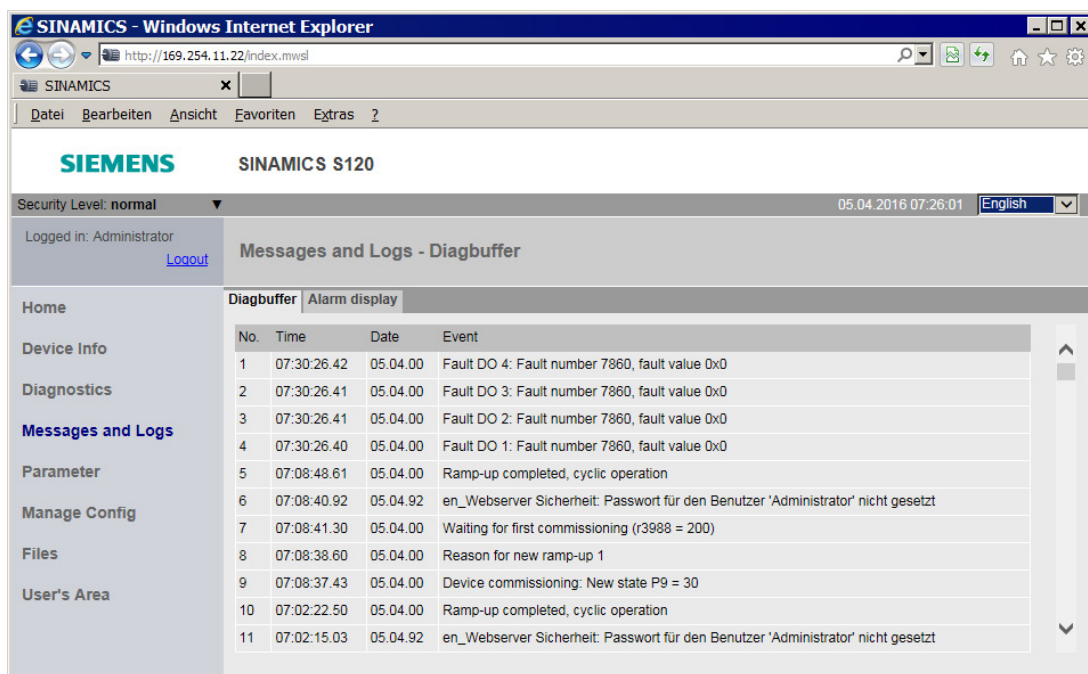 SINAMICS - Windows Internet Explorer
http://169.254.11.22/index.mwsl
SINAMICS
Datei Bearbeiten Ansicht Favoriten Extras ?
SIEMENS SINAMICS S120
Security Level: normal 05.04.2016 07:26:01 English
Logged in: Administrator
Logout
Messages and Logs - Diagbuffer
Home
Device Info
Diagnostics
Messages and Logs
Parameter
Manage Config
Files
User's Area
Diagbuffer Alarm display
No. Time Date Event
1 07:30:26.42 05.04.00 Fault DO 4: Fault number 7860, fault value 0x0
2 07:30:26.41 05.04.00 Fault DO 3: Fault number 7860, fault value 0x0
3 07:30:26.41 05.04.00 Fault DO 2: Fault number 7860, fault value 0x0
4 07:30:26.40 05.04.00 Fault DO 1: Fault number 7860, fault value 0x0
5 07:08:48.61 05.04.00 Ramp-up completed, cyclic operation
6 07:08:40.92 05.04.92 en_Webserver Sicherheit: Passwort für den Benutzer 'Administrator' nicht gesetzt
7 07:08:41.30 05.04.00 Waiting for first commissioning (r3988 = 200)
8 07:08:38.60 05.04.00 Reason for new ramp-up 1
9 07:08:37.43 05.04.00 Device commissioning: New state P9 = 30
10 07:02:22.50 05.04.00 Ramp-up completed, cyclic operation
11 07:02:15.03 05.04.92 en_Webserver Sicherheit: Passwort für den Benutzer 'Administrator' nicht gesetzt